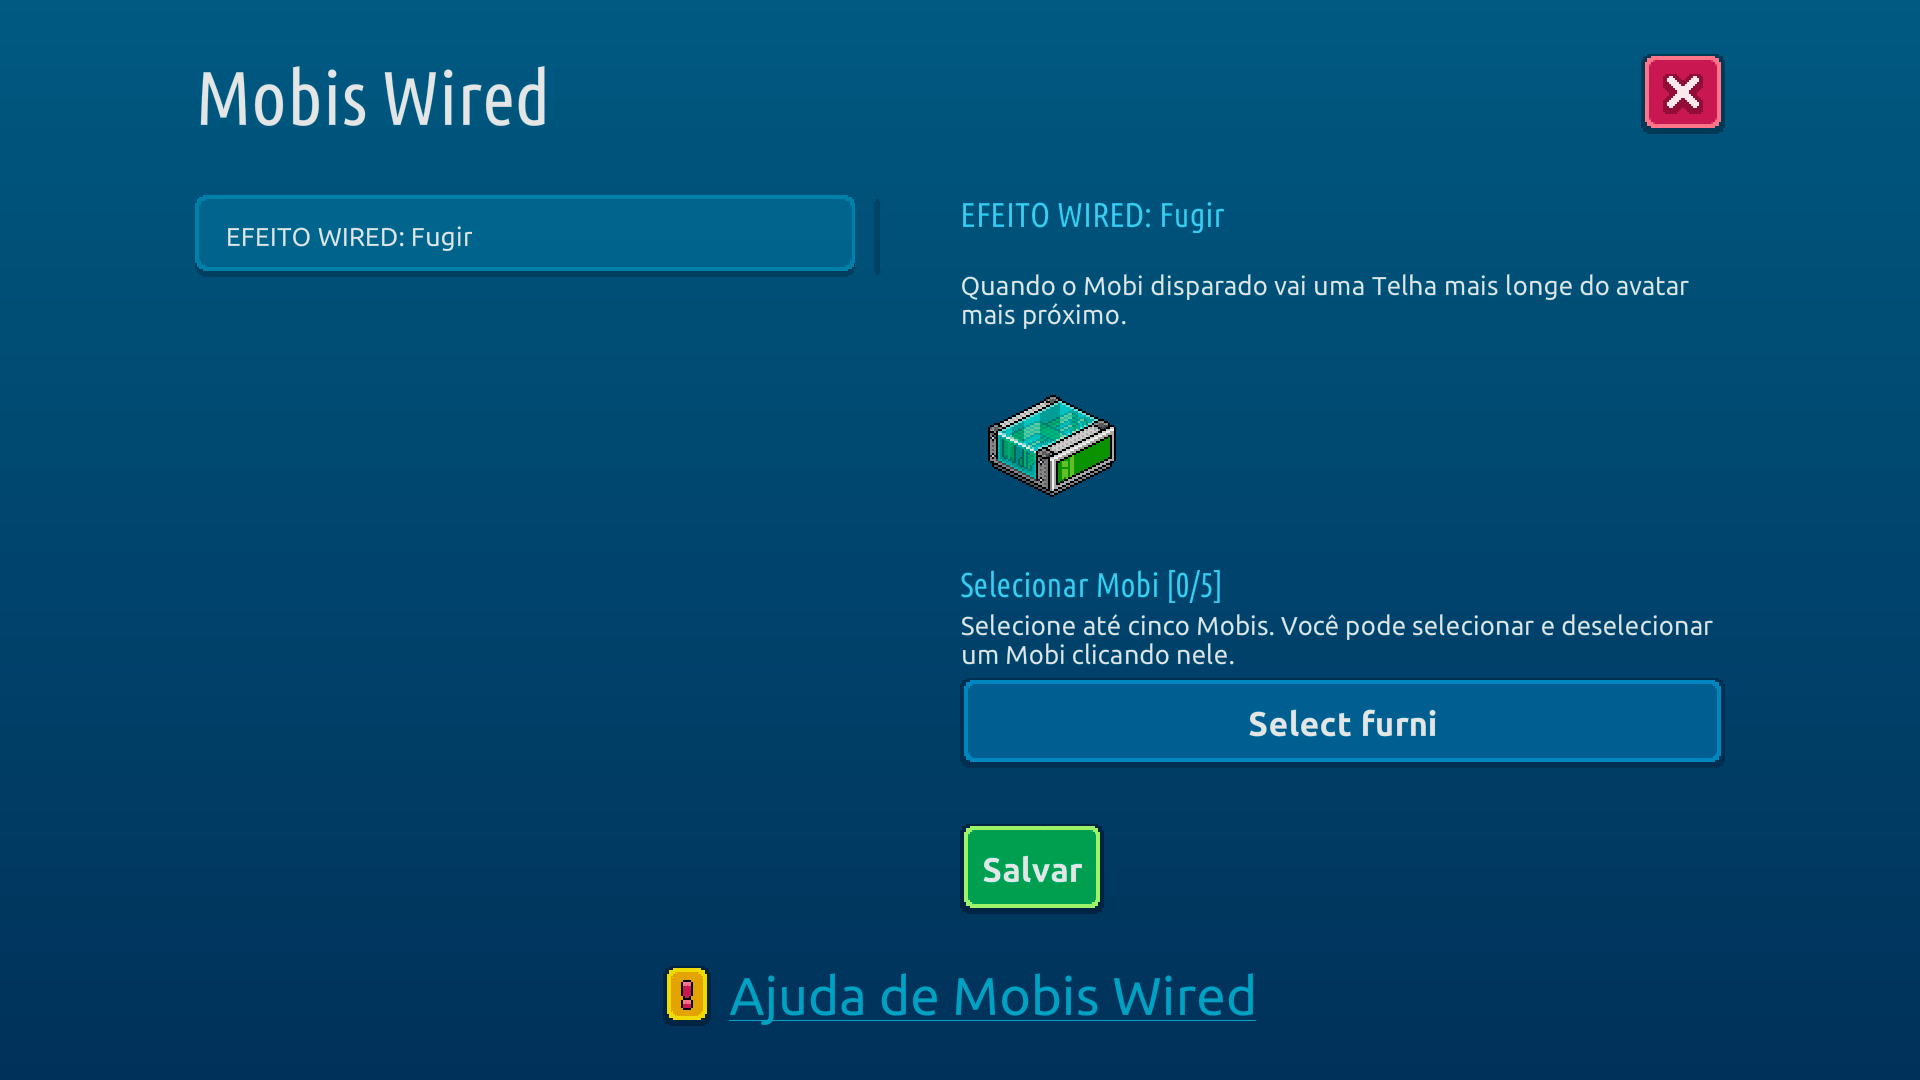 Mobis Wired
EFEITO WIRED: Fugir
EFEITO WIRED: Fugir
Quando o Mobi disparado vai uma Telha mais longe do avatar
mais próximo.
Selecionar Mobi [0/5]
Selecione até cinco Mobis. Você pode selecionar e deselecionar
um Mobi clicando nele.
Select furni
Salvar
Ajuda de Mobis Wired